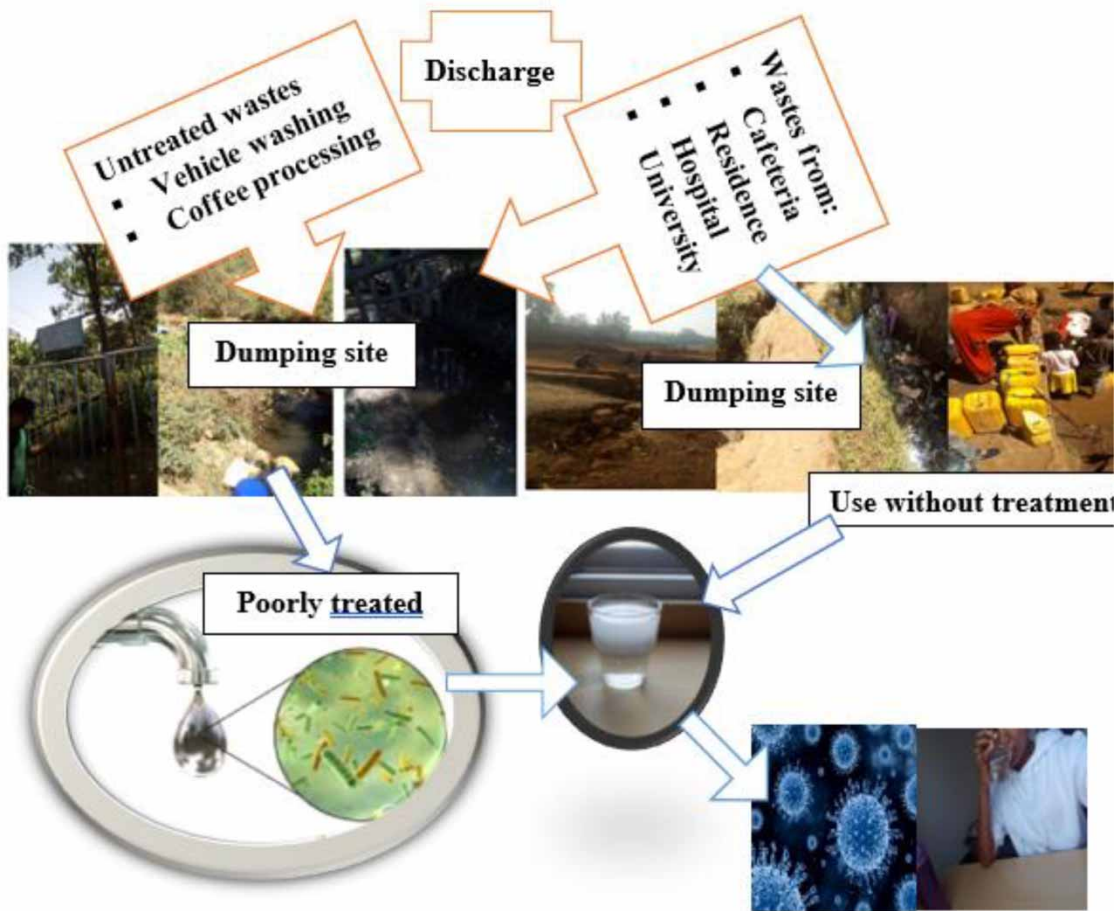 Discharge
Untreated wastes
▪ Vehicle washing
▪ Coffee processing
Wastes from:
▪ Cafeteria
▪ Residence
▪ Hospital
▪ University
Dumping site
Dumping site
Use without treatment
Poorly treated